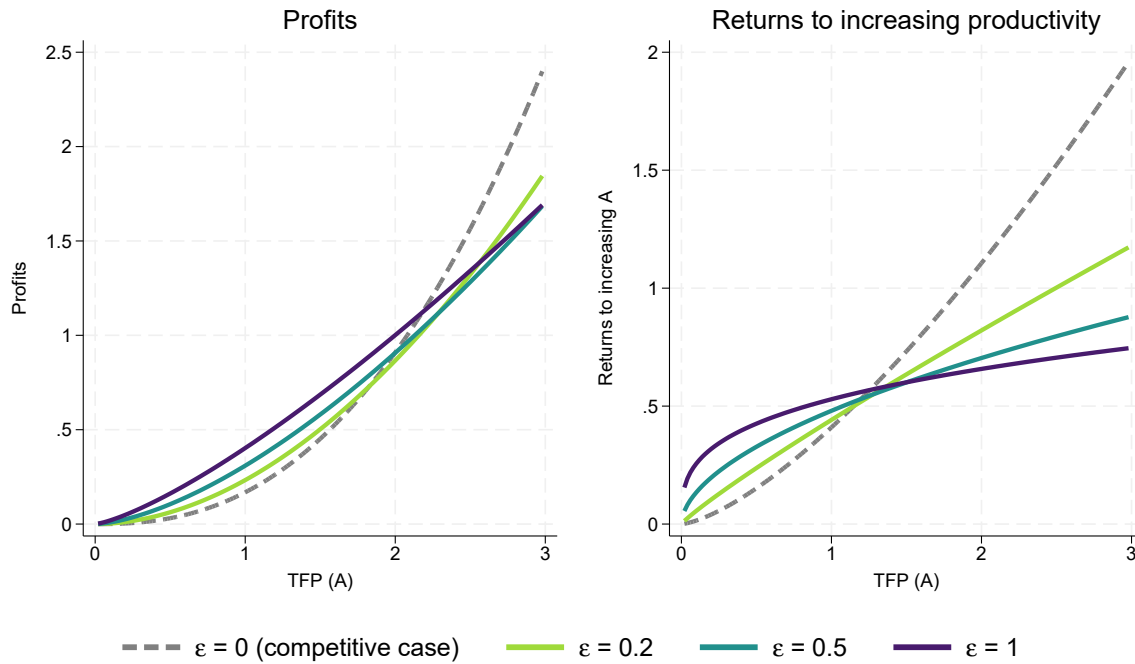 Profits
Returns to increasing productivity
Profits
2.5
2
1.5
1
.5
0
0 1 2 3
TFP (A)
Returns to increasing A
2
1.5
1
.5
0
0 1 2 3
TFP (A)
ε = 0 (competitive case) ε = 0.2 ε = 0.5 ε = 1